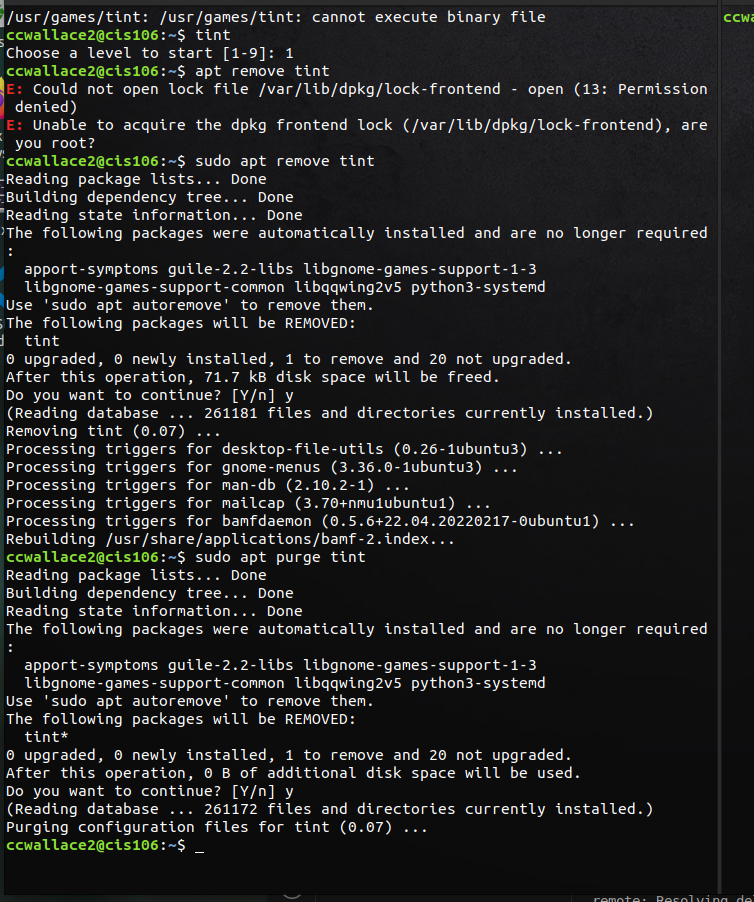 /usr/games/tint: /usr/games/tint: cannot execute binary file
ccwallace2@cis106:~$ tint
Choose a level to start [1-9]: 1
ccwallace2@cis106:~$ apt remove tint
E: Could not open lock file /var/lib/dpkg/lock-frontend - open (13: Permission
 denied)
E: Unable to acquire the dpkg frontend lock (/var/lib/dpkg/lock-frontend), are
 you root?
ccwallace2@cis106:~$ sudo apt remove tint
Reading package lists... Done
Building dependency tree... Done
Reading state information... Done
The following packages were automatically installed and are no longer required
:
  apport-symptoms guile-2.2-libs libgnome-games-support-1-3
  libgnome-games-support-common libqqwing2v5 python3-systemd
Use 'sudo apt autoremove' to remove them.
The following packages will be REMOVED:
  tint
0 upgraded, 0 newly installed, 1 to remove and 20 not upgraded.
After this operation, 71.7 kB disk space will be freed.
Do you want to continue? [Y/n] y
(Reading database ... 261181 files and directories currently installed.)
Removing tint (0.07) ...
Processing triggers for desktop-file-utils (0.26-1ubuntu3) ...
Processing triggers for gnome-menus (3.36.0-1ubuntu3) ...
Processing triggers for man-db (2.10.2-1) ...
Processing triggers for mailcap (3.70+nmu1ubuntu1) ...
Processing triggers for bamfdaemon (0.5.6+22.04.20220217-0ubuntu1) ...
Rebuilding /usr/share/applications/bamf-2.index...
ccwallace2@cis106:~$ sudo apt purge tint
Reading package lists... Done
Building dependency tree... Done
Reading state information... Done
The following packages were automatically installed and are no longer required
:
  apport-symptoms guile-2.2-libs libgnome-games-support-1-3
  libgnome-games-support-common libqqwing2v5 python3-systemd
Use 'sudo apt autoremove' to remove them.
The following packages will be REMOVED:
  tint*
0 upgraded, 0 newly installed, 1 to remove and 20 not upgraded.
After this operation, 0 B of additional disk space will be used.
Do you want to continue? [Y/n] y
(Reading database ... 261172 files and directories currently installed.)
Purging configuration files for tint (0.07) ...
ccwallace2@cis106:~$ _
ccwa
remote: Resolving